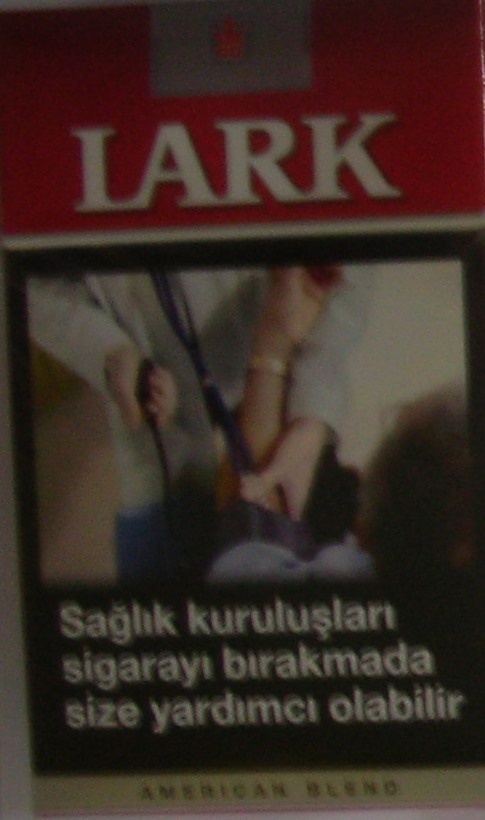 LARK
Sağlık kuruluşları
sigarayı bırakmada
size yardımcı olabilir
AMERICAN BLEND